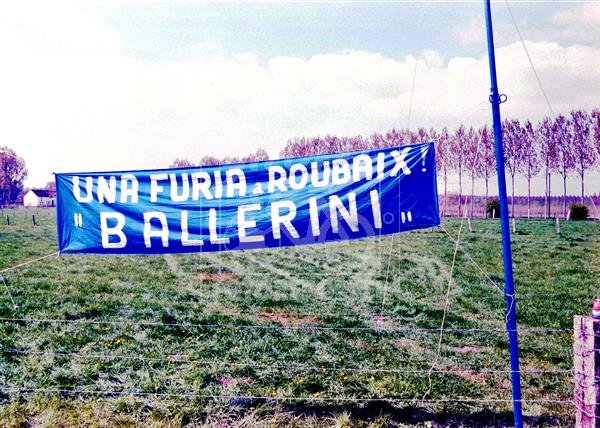 UNA FURIA a ROUBAIX!
"BALLERINI"